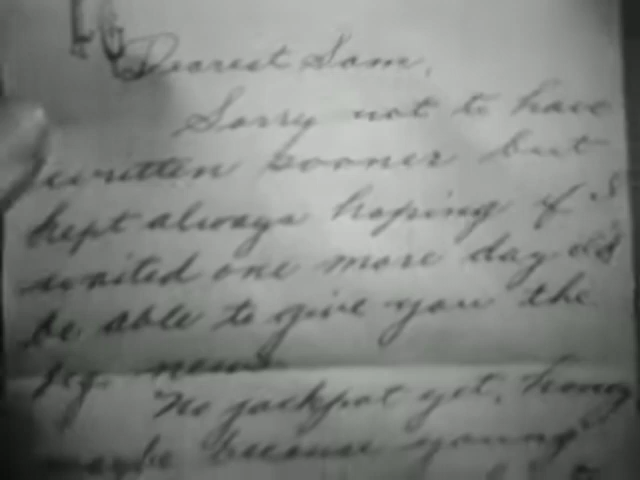 Dearest Sam,
Sorry not to have
written sooner but
kept always hoping if I
waited one more day I'd
be able to give you the
big news
No jackpot yet, honey
maybe because young